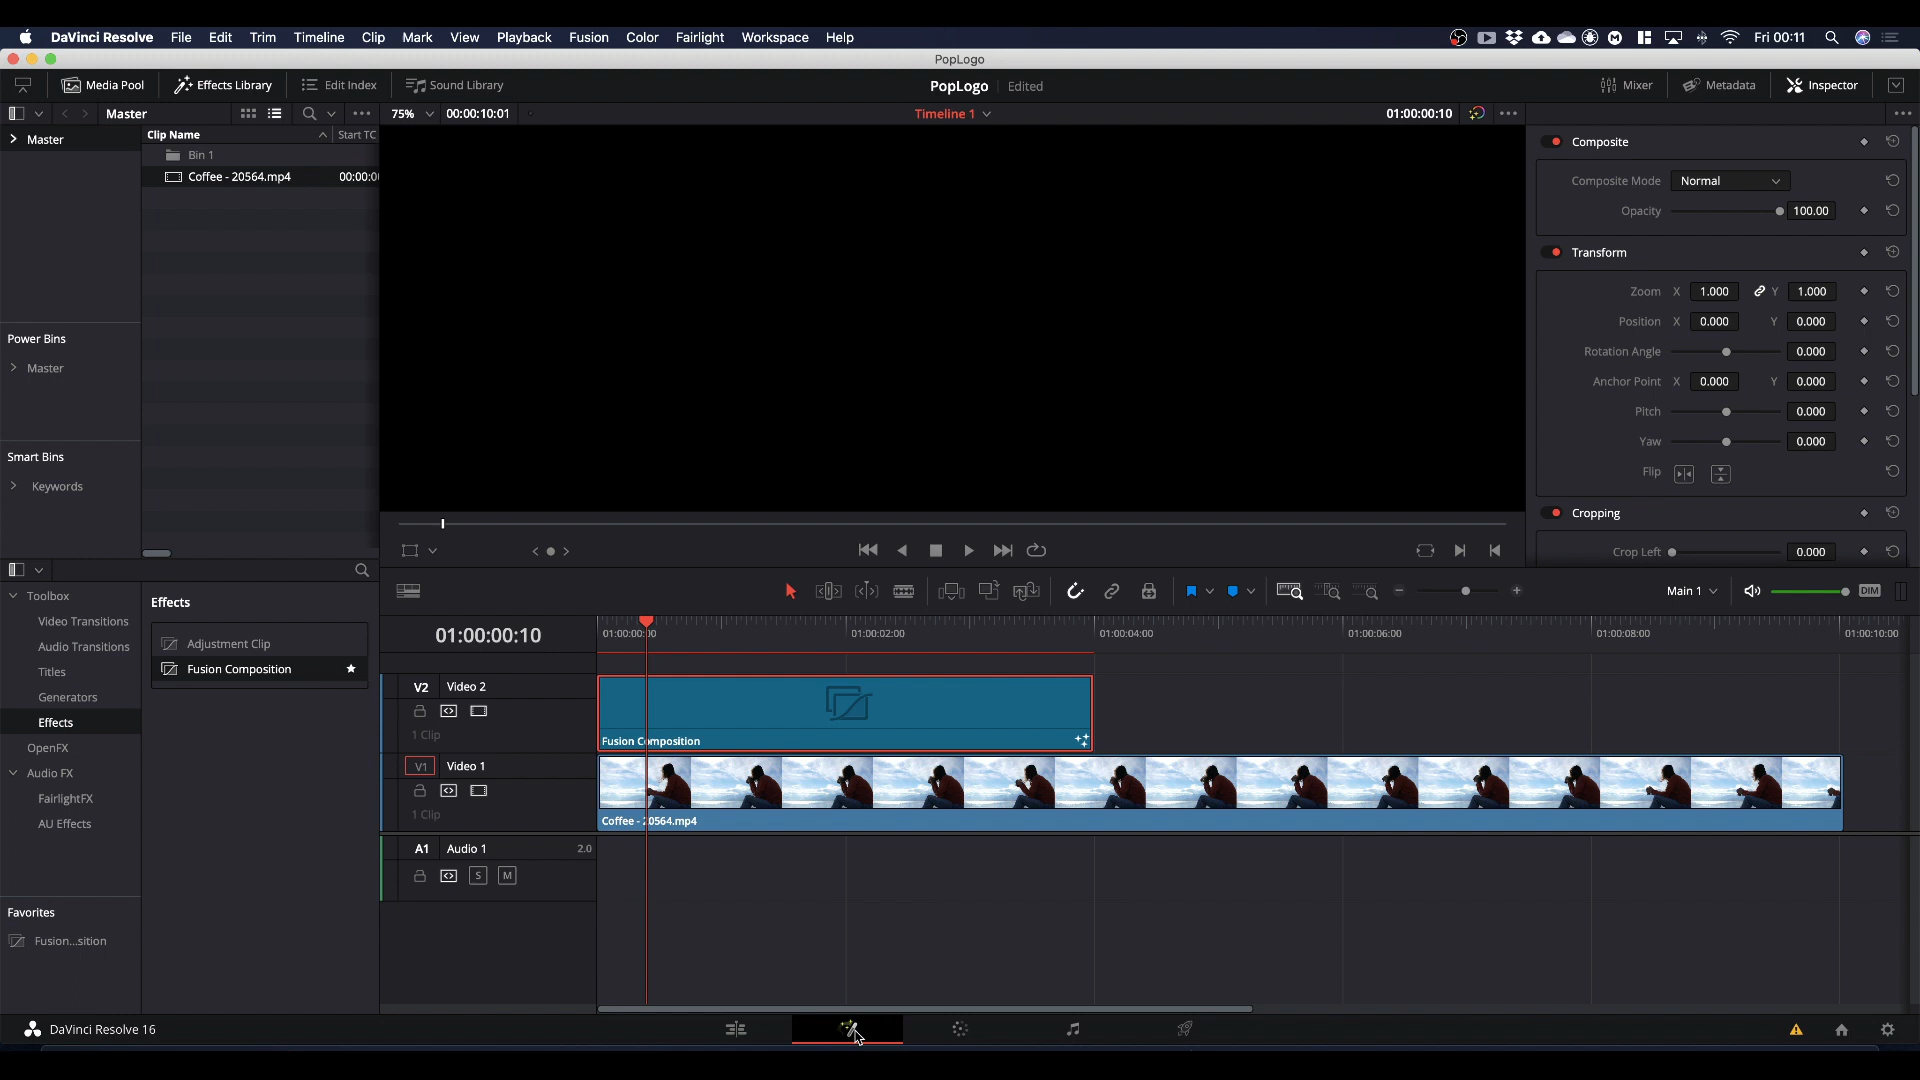 DaVinci Resolve File Edit Trim Timeline Clip Mark View Playback Fusion Color Fairlight Workspace Help Fri 00:11
PopLogo
Media Pool Effects Library Edit Index Sound Library PopLogo Edited Mixer Metadata Inspector
Master 75% 00:00:10:01 Timeline 1 01:00:00:10
Master
Clip Name Start TC
Bin 1
Coffee - 20564.mp4 00:00:0
Power Bins
Master
Smart Bins
Keywords
Composite
Composite Mode Normal
Opacity 100.00
Transform
Zoom X 1.000 Y 1.000
Position X 0.000 Y 0.000
Rotation Angle 0.000
Anchor Point X 0.000 Y 0.000
Pitch 0.000
Yaw 0.000
Flip
Cropping
Crop Left 0.000
Toolbox
Video Transitions
Audio Transitions
Titles
Generators
Effects
OpenFX
Audio FX
FairlightFX
AU Effects
Favorites
Fusion...sition
Effects
Adjustment Clip
Fusion Composition
Main 1 DIM
01:00:00:10
01:00:00:00 01:00:02:00 01:00:04:00 01:00:06:00 01:00:08:00 01:00:10:00
V2 Video 2
1 Clip
Fusion Composition
V1 Video 1
1 Clip
Coffee - 20564.mp4
A1 Audio 1 2.0
S M
DaVinci Resolve 16